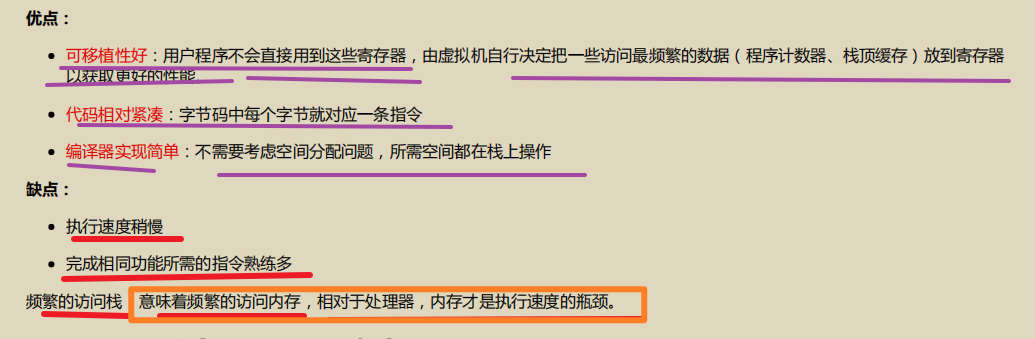 优点：
可移植性好：用户程序不会直接用到这些寄存器，由虚拟机自行决定把一些访问最频繁的数据（程序计数器、栈顶缓存）放到寄存器
以获取更好的性能
代码相对紧凑：字节码中每个字节就对应一条指令
编译器实现简单：不需要考虑空间分配问题，所需空间都在栈上操作
缺点：
执行速度稍慢
完成相同功能所需的指令熟练多
频繁的访问栈 意味着频繁的访问内存，相对于处理器，内存才是执行速度的瓶颈。